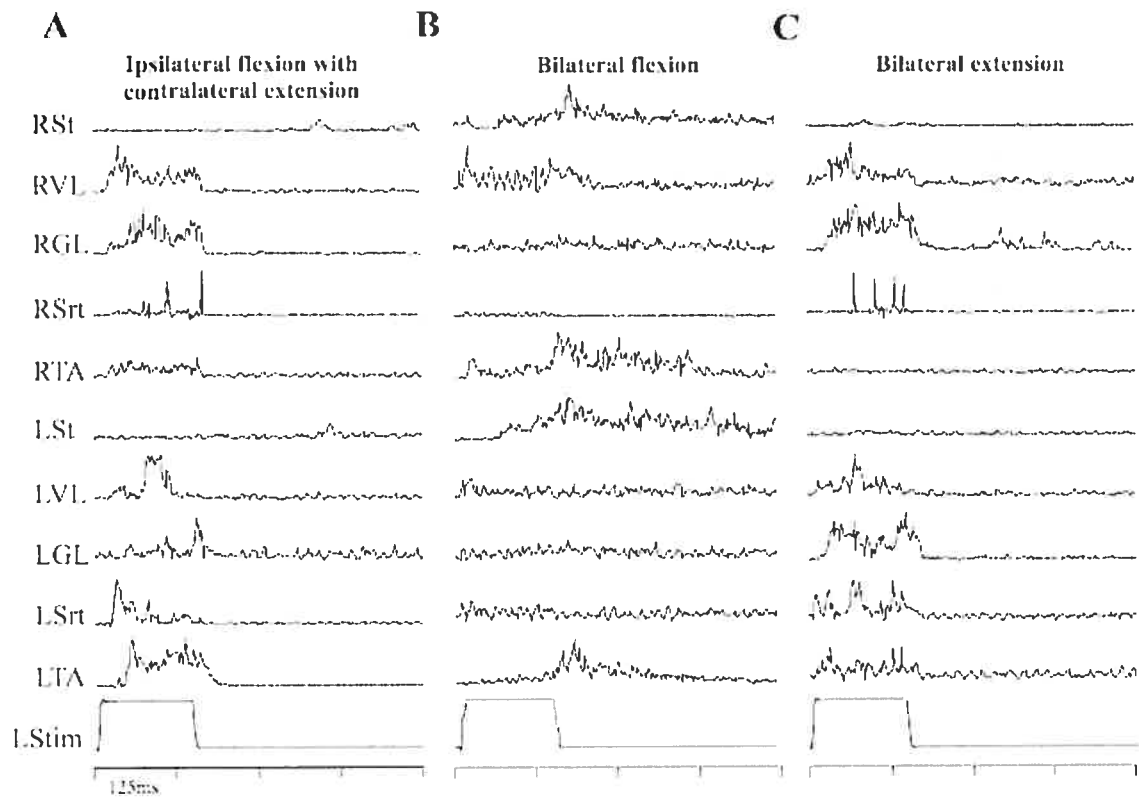 A
B
C
Ipsilateral flexion with
contralateral extension
Bilateral flexion
Bilateral extension
RSt
RVL
RGL
RSrt
RTA
LSt
LVL
LGL
LSrt
LTA
LStim
125ms